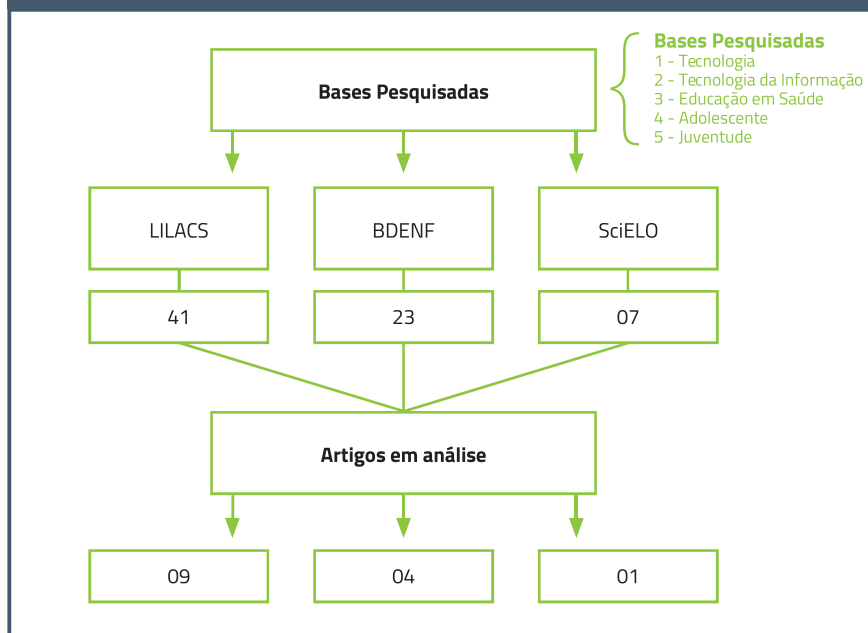 Bases Pesquisadas
Bases Pesquisadas
1 - Tecnologia
2 - Tecnologia da Informação
3 - Educação em Saúde
4 - Adolescente
5 - Juventude
LILACS
BDENF
SciELO
41
23
07
Artigos em análise
09
04
01